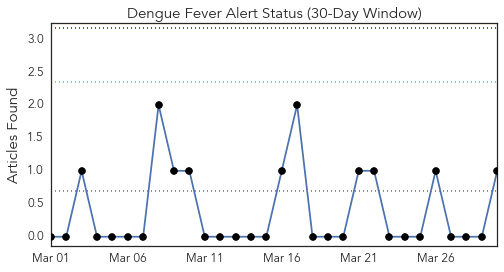 Dengue Fever Alert Status (30-Day Window)
Articles Found
3.0
2.5
2.0
1.5
1.0
0.5
0.0
Mar 01 Mar 06 Mar 11 Mar 16 Mar 21 Mar 26